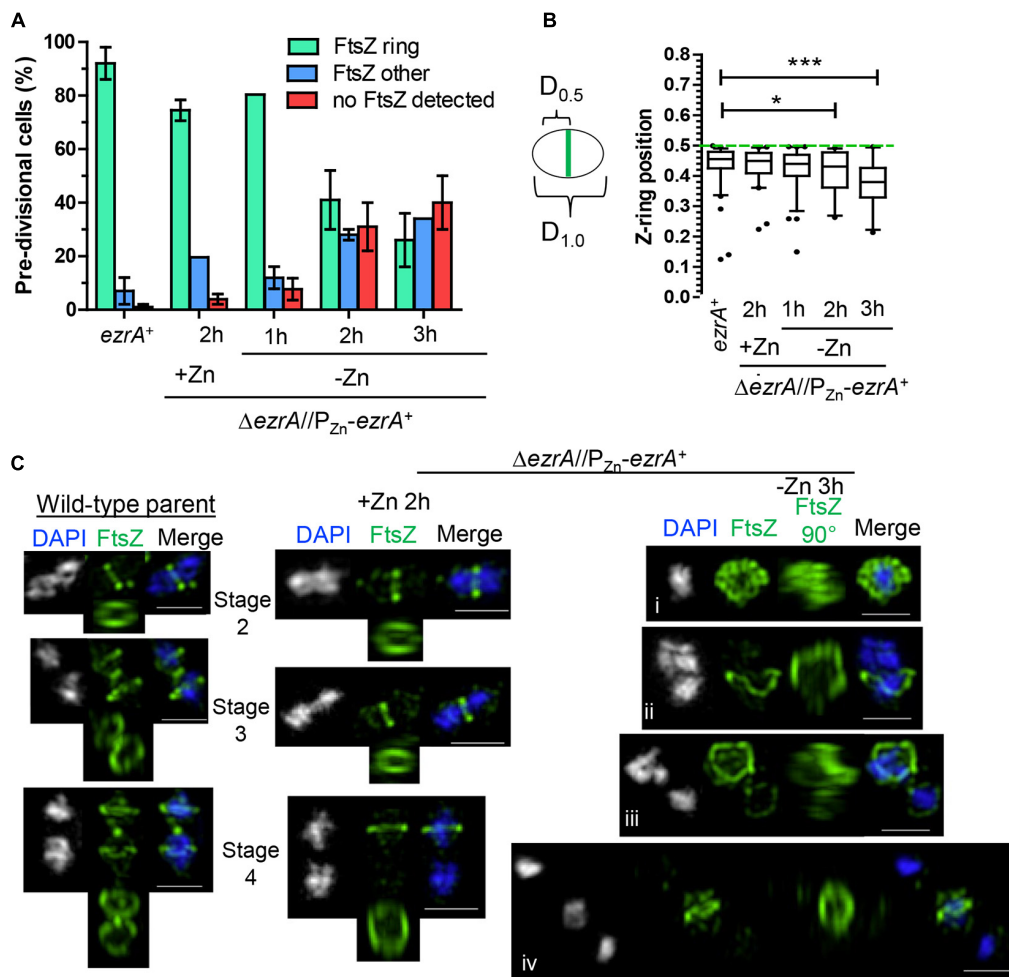 A
Pre-divisional cells (%)
100
80
60
40
20
0
FtsZ ring
FtsZ other
no FtsZ detected
ezrA⁺ 2h 1h 2h 3h
+Zn -Zn
ΔezrA//P_Zn-ezrA⁺
B
D₀.₅
D₁.₀
Z-ring position
0.8
0.7
0.6
0.5
0.4
0.3
0.2
0.1
0.0
***
*
ezrA⁺ 2h 1h 2h 3h
+Zn -Zn
ΔezrA//P_Zn-ezrA⁺
C
ΔezrA//P_Zn-ezrA⁺
Wild-type parent
+Zn 2h
-Zn 3h
DAPI FtsZ Merge
DAPI FtsZ Merge
DAPI FtsZ FtsZ 90° Merge
Stage 2
Stage 3
Stage 4
i
ii
iii
iv